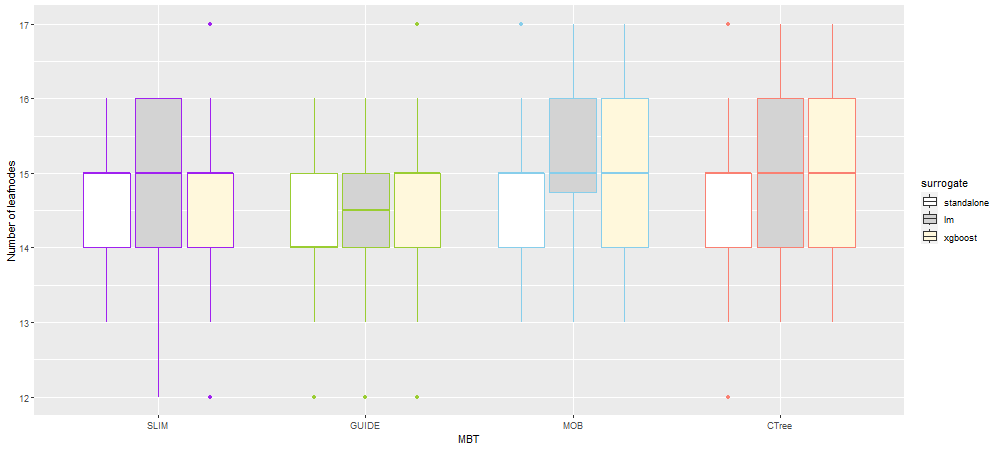 Number of leafnodes
17
16
15
14
13
12
SLIM
GUIDE
MOB
CTree
MBT
surrogate
standalone
lm
xgboost